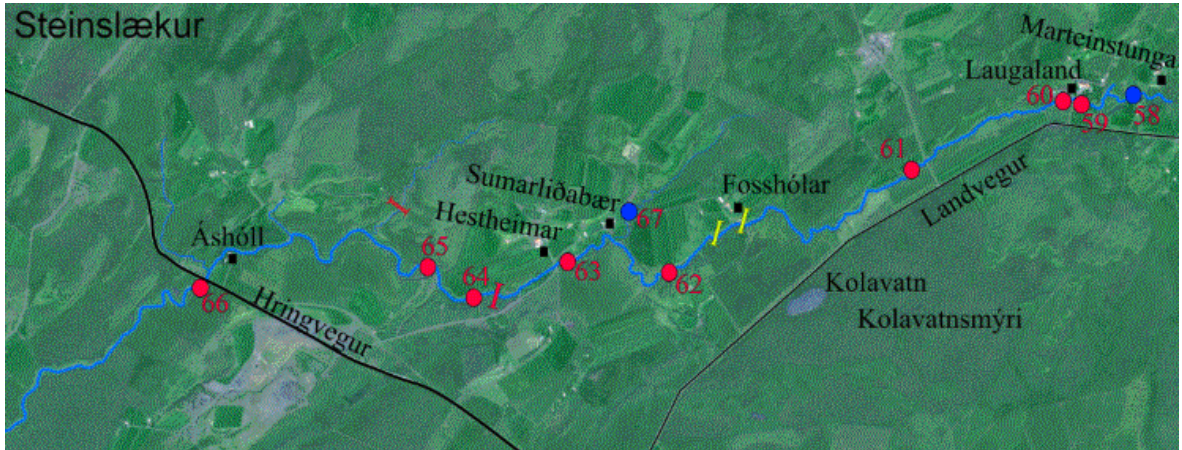 Steinslækur
Marteinstunga
Laugaland
60
59
58
61
Landvegur
Sumarliðabær
Fosshólar
67
Hestheimar
Áshóll
65
64
63
62
66
Hringvegur
Kolavatn
Kolavatnsmýri